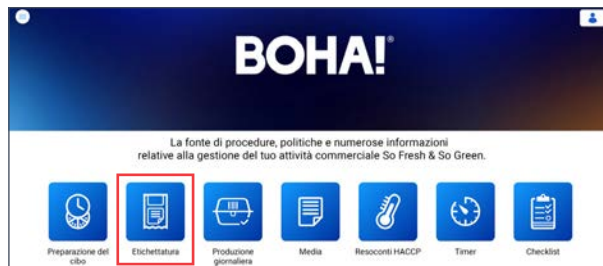 BOHA!®
La fonte di procedure, politiche e numerose informazioni
relative alla gestione del tuo attività commerciale So Fresh & So Green.
Preparazione del
cibo
Etichettatura
Produzione
giornaliera
Media
Resoconti HACCP
Timer
Checklist